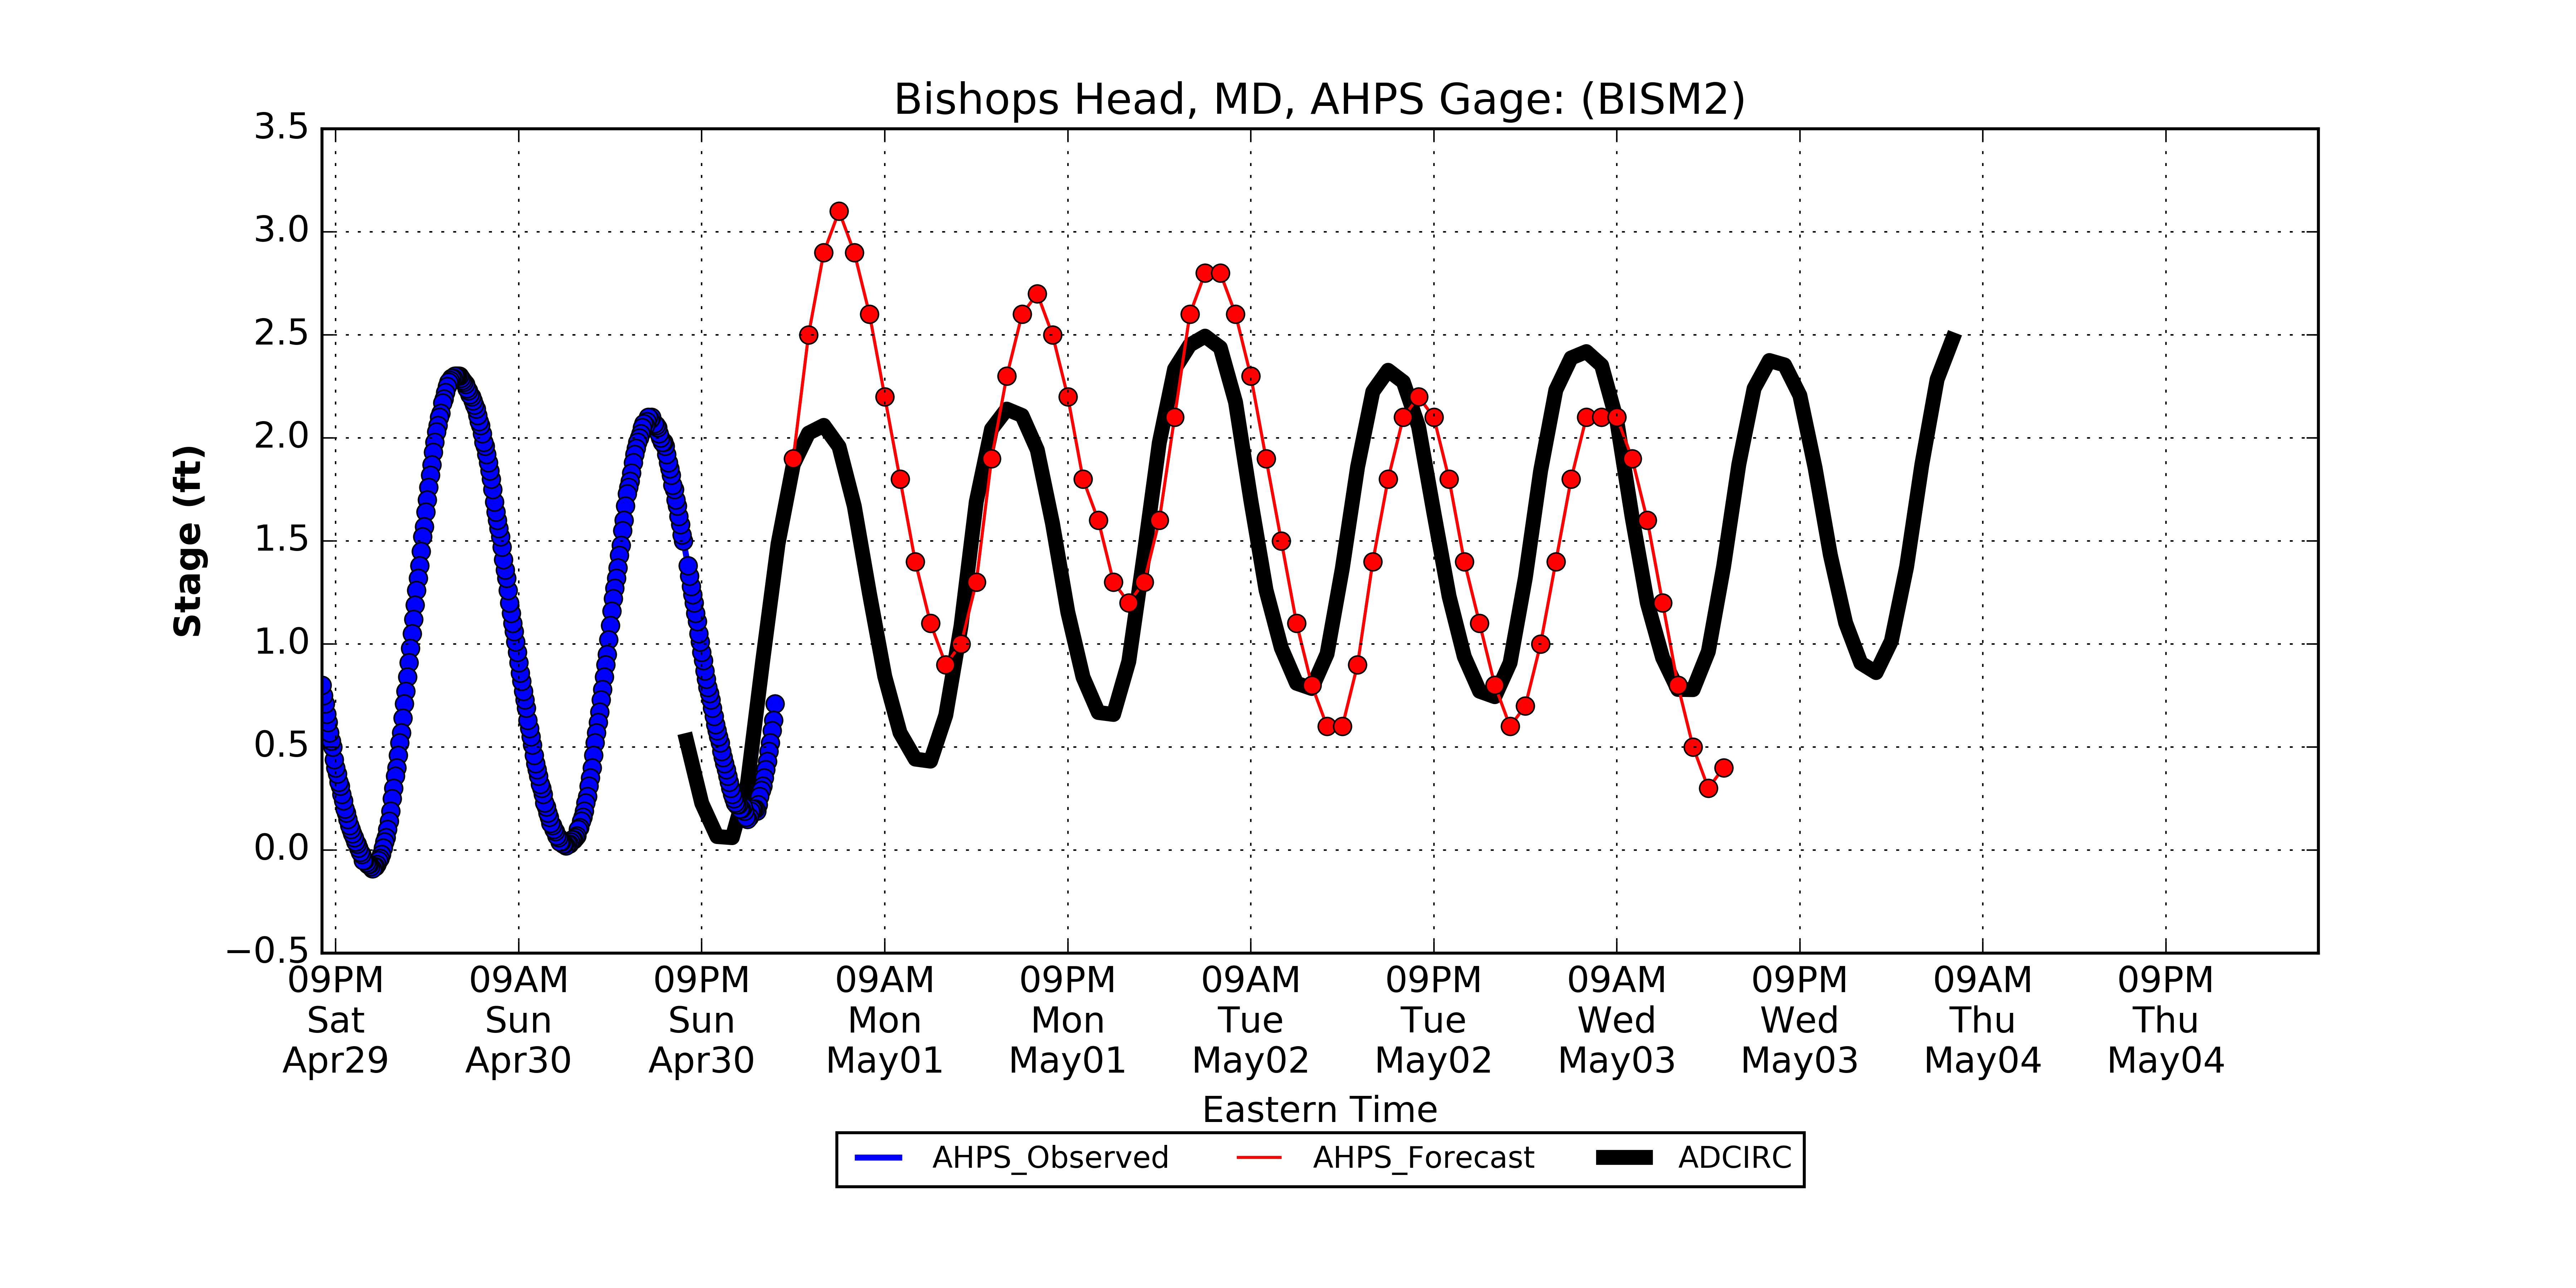 Bishops Head, MD, AHPS Gage: (BISM2)
3.5
3.0
2.5
2.0
1.5
1.0
0.5
0.0
−0.5
Stage (ft)
09PM 09AM 09PM 09AM 09PM 09AM 09PM 09AM 09PM 09AM 09PM
Sat Sun Sun Mon Mon Tue Tue Wed Wed Thu Thu
Apr29 Apr30 Apr30 May01 May01 May02 May02 May03 May03 May04 May04
Eastern Time
AHPS_Observed AHPS_Forecast ADCIRC